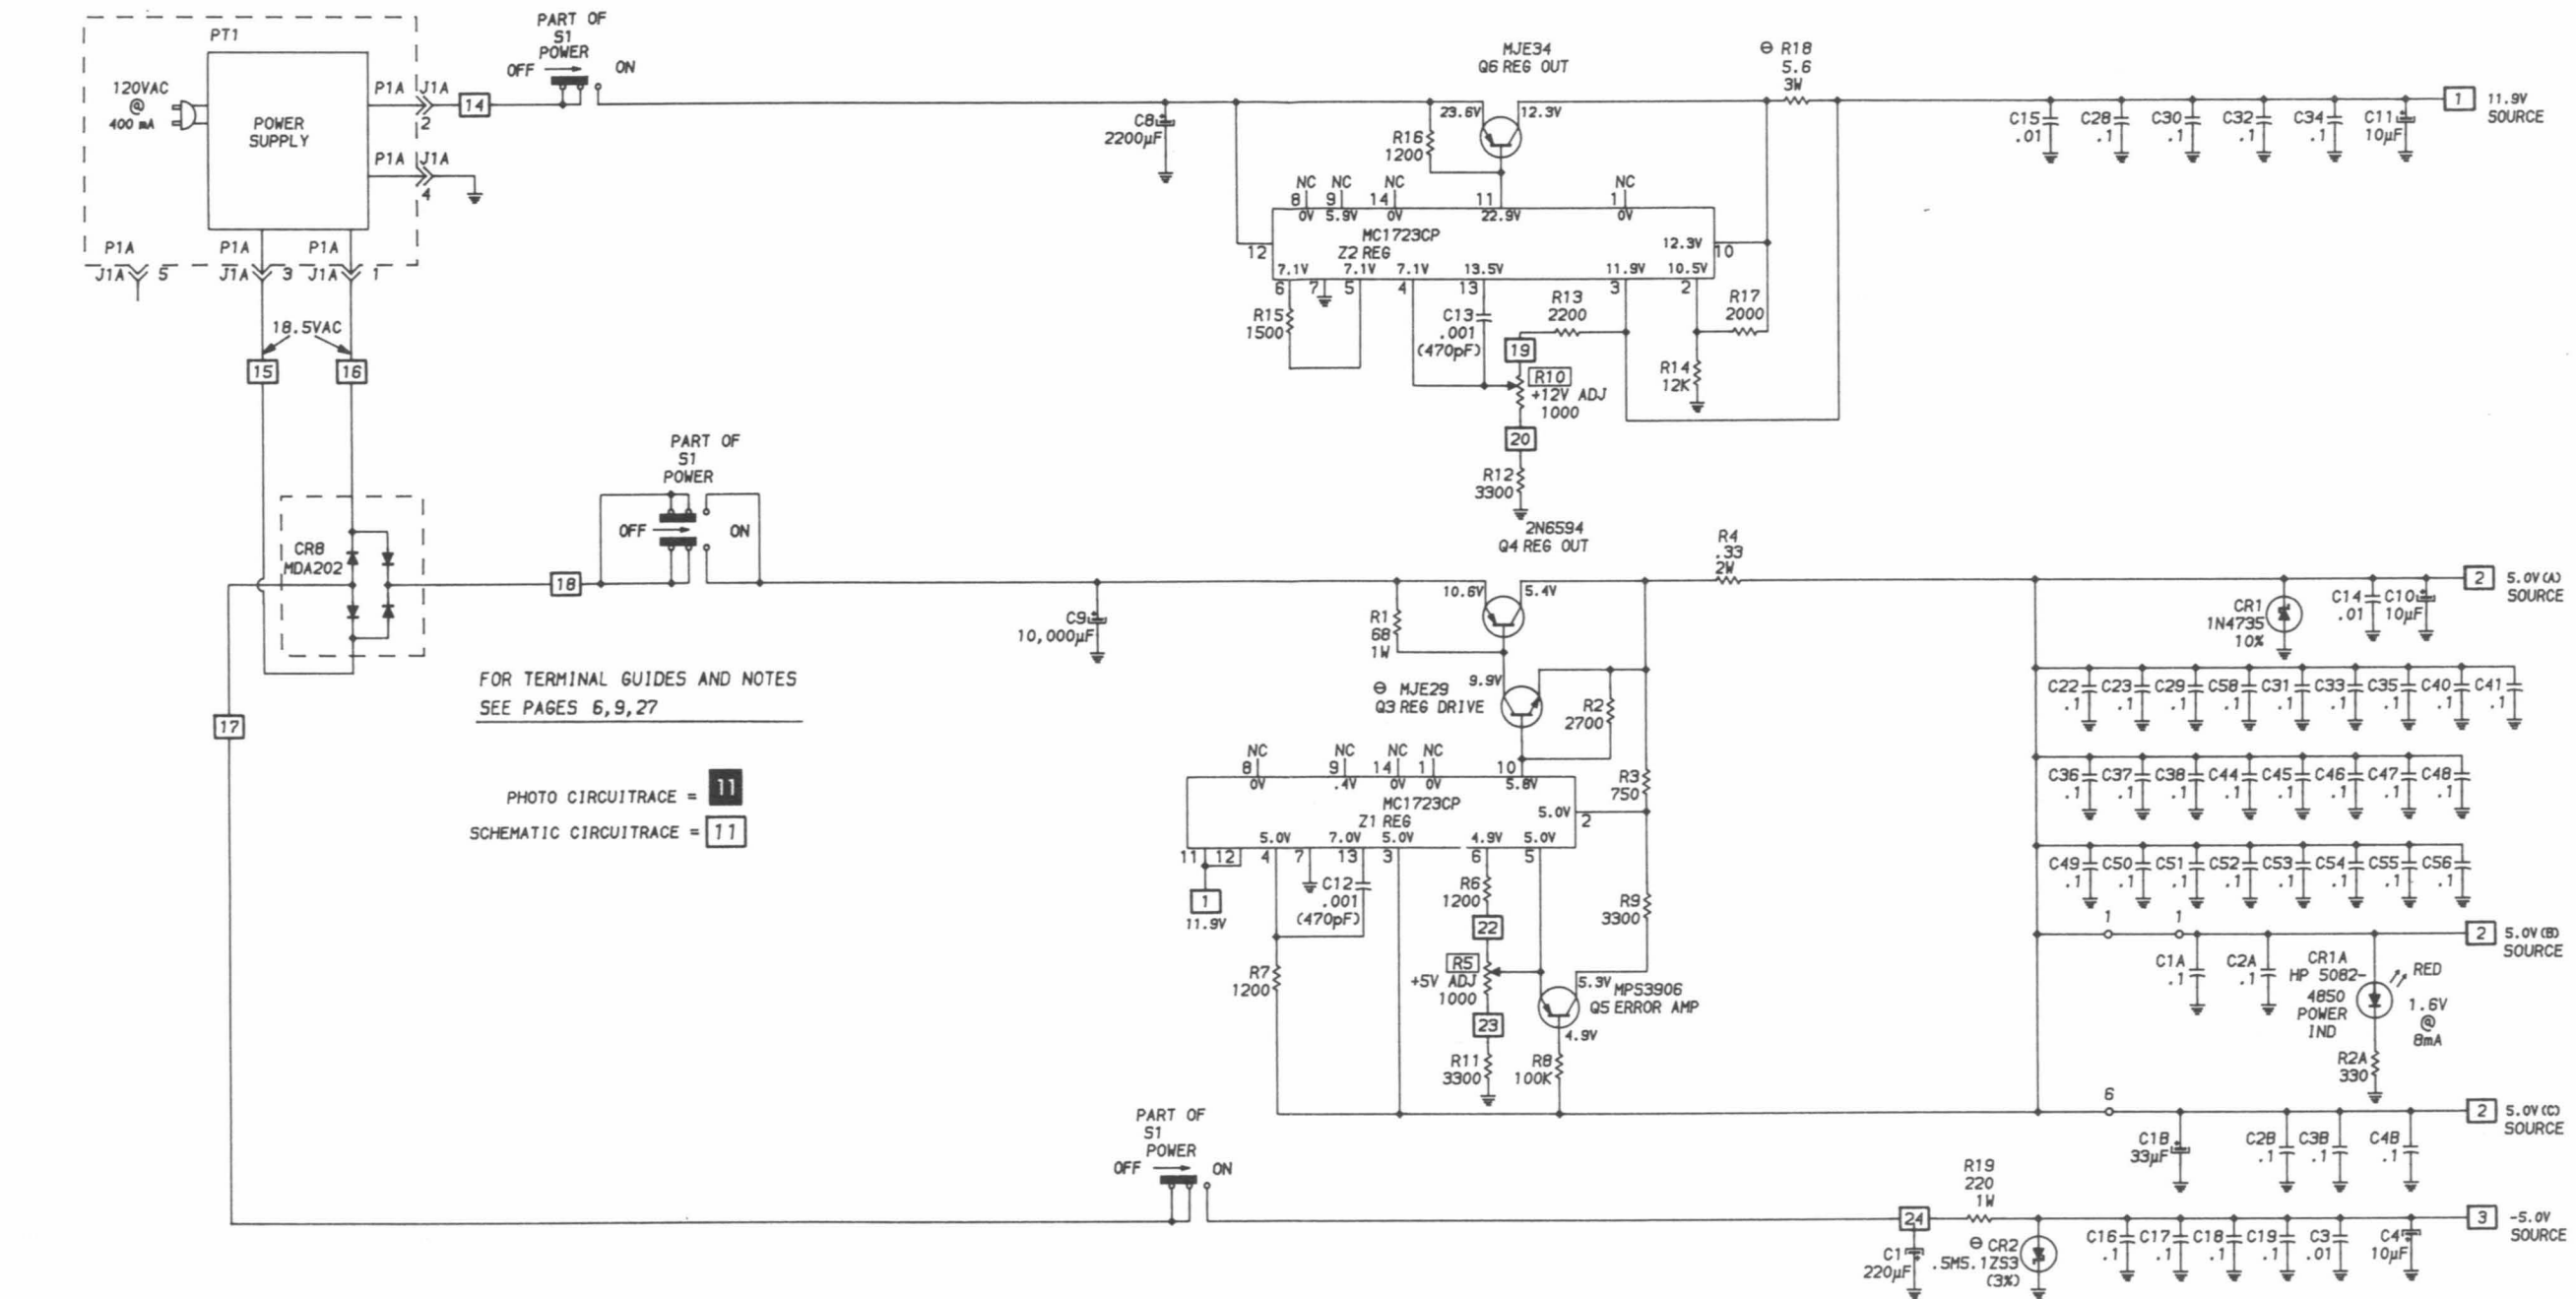 PT1
120VAC
@
400 mA
POWER
SUPPLY
P1A J1A
2
P1A J1A
4
P1A
J1A 5
P1A
J1A 3
P1A
J1A 1
14
PART OF
S1
POWER
OFF ON
18.5VAC
15
16
CR8
MDA202
17
18
PART OF
S1
POWER
OFF ON
FOR TERMINAL GUIDES AND NOTES
SEE PAGES 6,9,27
PHOTO CIRCUITRACE = 11
SCHEMATIC CIRCUITRACE = 11
C8
2200µF
MJE34
Q6 REG OUT
23.6V
12.3V
R16
1200
⊖ R18
5.6
3W
NC
8
0V
NC
9
5.9V
NC
14
0V
11
22.9V
NC
1
0V
MC1723CP
Z2 REG
12
12.3V
10
7.1V
6
7
7.1V
5
7.1V
4
13.5V
13
11.9V
3
10.5V
2
R15
1500
C13
.001
(470pF)
R13
2200
R17
2000
19
R10
+12V ADJ
1000
R14
12K
20
R12
3300
C15
.01
C28
.1
C30
.1
C32
.1
C34
.1
C11
10µF
1
11.9V
SOURCE
C9
10,000µF
2N6594
Q4 REG OUT
10.6V
5.4V
R1
68
1W
R4
.33
2W
9.9V
⊖ MJE29
Q3 REG DRIVE
R2
2700
R3
750
NC
8
0V
NC
9
.4V
NC
14
0V
NC
1
0V
10
5.8V
MC1723CP
Z1 REG
5.0V
2
11
12
5.0V
4
7
7.0V
13
5.0V
3
4.9V
6
5.0V
5
1
11.9V
C12
.001
(470pF)
R6
1200
R9
3300
22
R7
1200
R5
+5V ADJ
1000
5.3V
MPS3906
Q5 ERROR AMP
23
4.9V
R11
3300
R8
100K
CR1
1N4735
10%
C14
.01
C10
10µF
2
5.0V(A)
SOURCE
C22
.1
C23
.1
C29
.1
C58
.1
C31
.1
C33
.1
C35
.1
C40
.1
C41
.1
C36
.1
C37
.1
C38
.1
C44
.1
C45
.1
C46
.1
C47
.1
C48
.1
C49
.1
C50
.1
C51
.1
C52
.1
C53
.1
C54
.1
C55
.1
C56
.1
1
1
2
5.0V(B)
SOURCE
C1A
.1
C2A
.1
CR1A
HP 5082-
4850
POWER
IND
RED
1.6V
@
8mA
R2A
330
6
2
5.0V(C)
SOURCE
C1B
33µF
C2B
.1
C3B
.1
C4B
.1
PART OF
S1
POWER
OFF ON
24
R19
220
1W
C1
220µF
⊖ CR2
.5M5.1ZS3
(3%)
C16
.1
C17
.1
C18
.1
C19
.1
C3
.01
C4
10µF
3
-5.0V
SOURCE